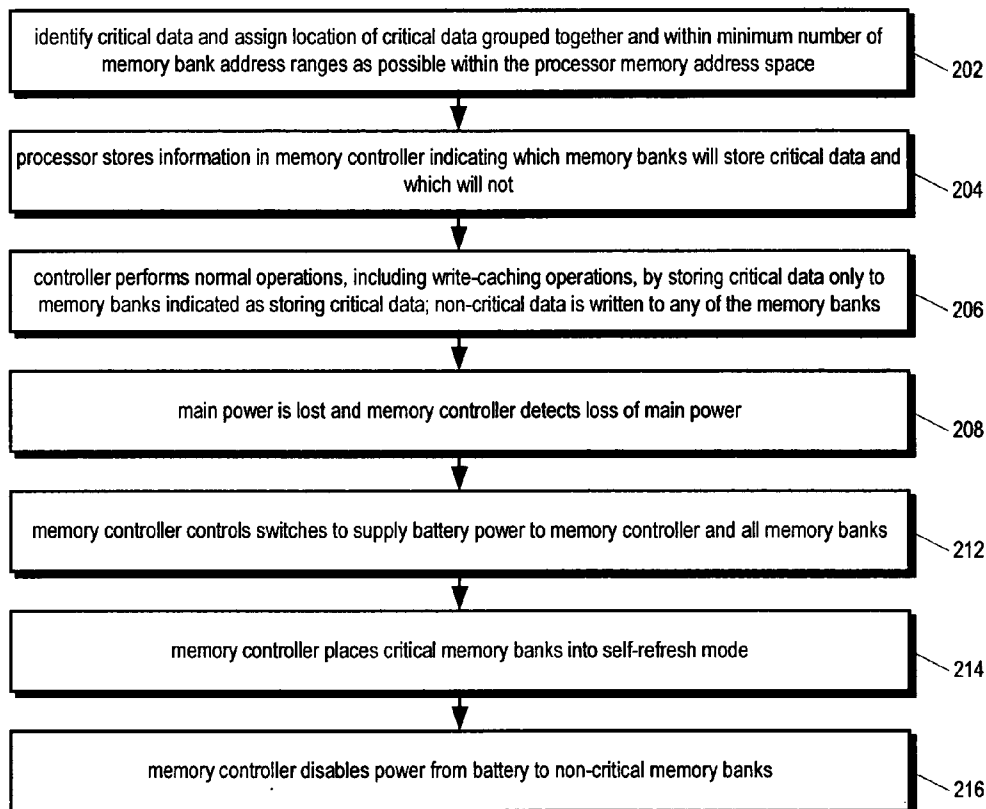 identify critical data and assign location of critical data grouped together and within minimum number of
memory bank address ranges as possible within the processor memory address space
202
processor stores information in memory controller indicating which memory banks will store critical data and
which will not
204
controller performs normal operations, including write-caching operations, by storing critical data only to
memory banks indicated as storing critical data; non-critical data is written to any of the memory banks
206
main power is lost and memory controller detects loss of main power
208
memory controller controls switches to supply battery power to memory controller and all memory banks
212
memory controller places critical memory banks into self-refresh mode
214
memory controller disables power from battery to non-critical memory banks
216